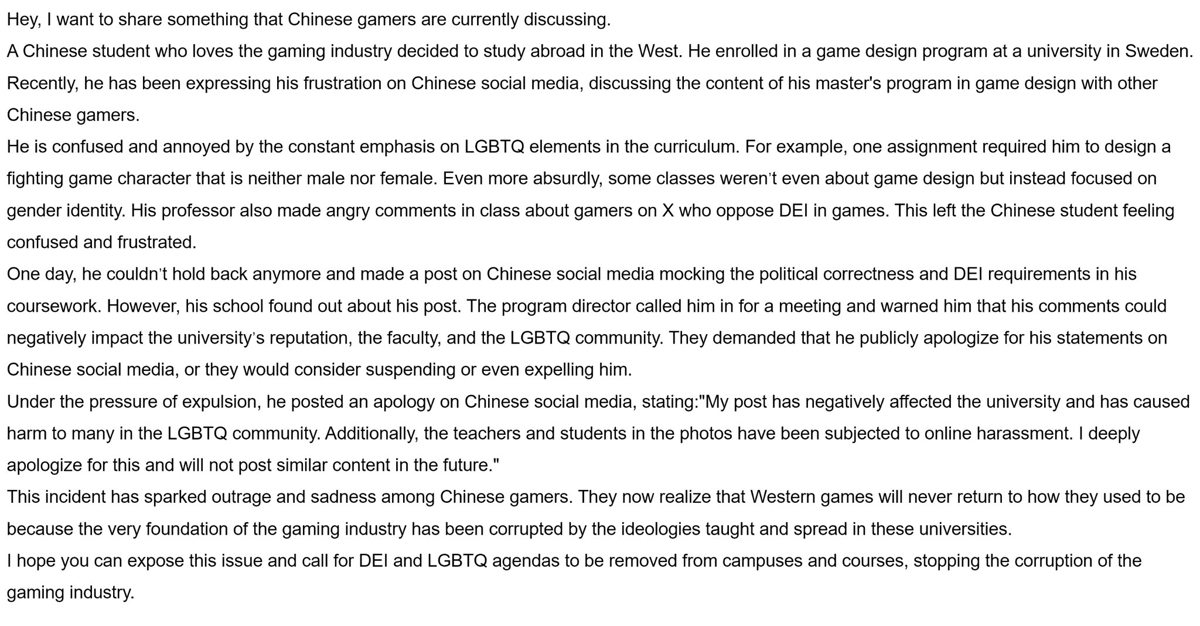 Hey, I want to share something that Chinese gamers are currently discussing.
A Chinese student who loves the gaming industry decided to study abroad in the West. He enrolled in a game design program at a university in Sweden.
Recently, he has been expressing his frustration on Chinese social media, discussing the content of his master's program in game design with other
Chinese gamers.
He is confused and annoyed by the constant emphasis on LGBTQ elements in the curriculum. For example, one assignment required him to design a
fighting game character that is neither male nor female. Even more absurdly, some classes weren't even about game design but instead focused on
gender identity. His professor also made angry comments in class about gamers on X who oppose DEI in games. This left the Chinese student feeling
confused and frustrated.
One day, he couldn't hold back anymore and made a post on Chinese social media mocking the political correctness and DEI requirements in his
coursework. However, his school found out about his post. The program director called him in for a meeting and warned him that his comments could
negatively impact the university's reputation, the faculty, and the LGBTQ community. They demanded that he publicly apologize for his statements on
Chinese social media, or they would consider suspending or even expelling him.
Under the pressure of expulsion, he posted an apology on Chinese social media, stating:"My post has negatively affected the university and has caused
harm to many in the LGBTQ community. Additionally, the teachers and students in the photos have been subjected to online harassment. I deeply
apologize for this and will not post similar content in the future."
This incident has sparked outrage and sadness among Chinese gamers. They now realize that Western games will never return to how they used to be
because the very foundation of the gaming industry has been corrupted by the ideologies taught and spread in these universities.
I hope you can expose this issue and call for DEI and LGBTQ agendas to be removed from campuses and courses, stopping the corruption of the
gaming industry.